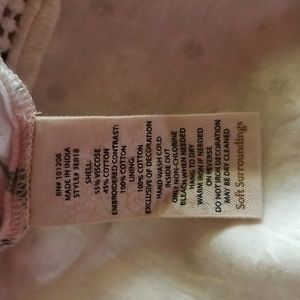 RN# 101206
MADE IN INDIA
STYLE# 3EB18
SHELL:
55% VISCOSE
45% COTTON
EMBROIDERED CONTRAST:
100% COTTON
LINING:
100% COTTON
EXCLUSIVE OF DECORATION
HAND WASH COLD
INSIDE OUT
ONLY NON-CHLORINE
BLEACH WHEN NEEDED
HANG TO DRY
WARM IRON IF NEEDED
ON REVERSE
DO NOT IRON DECORATION
MAY BE DRY CLEANED
Soft Surroundings